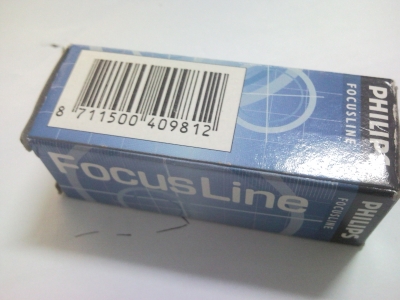 8 711500 409812
PHILIPS
FOCUSLINE
FocusLine
PHILIPS
FOCUSLINE